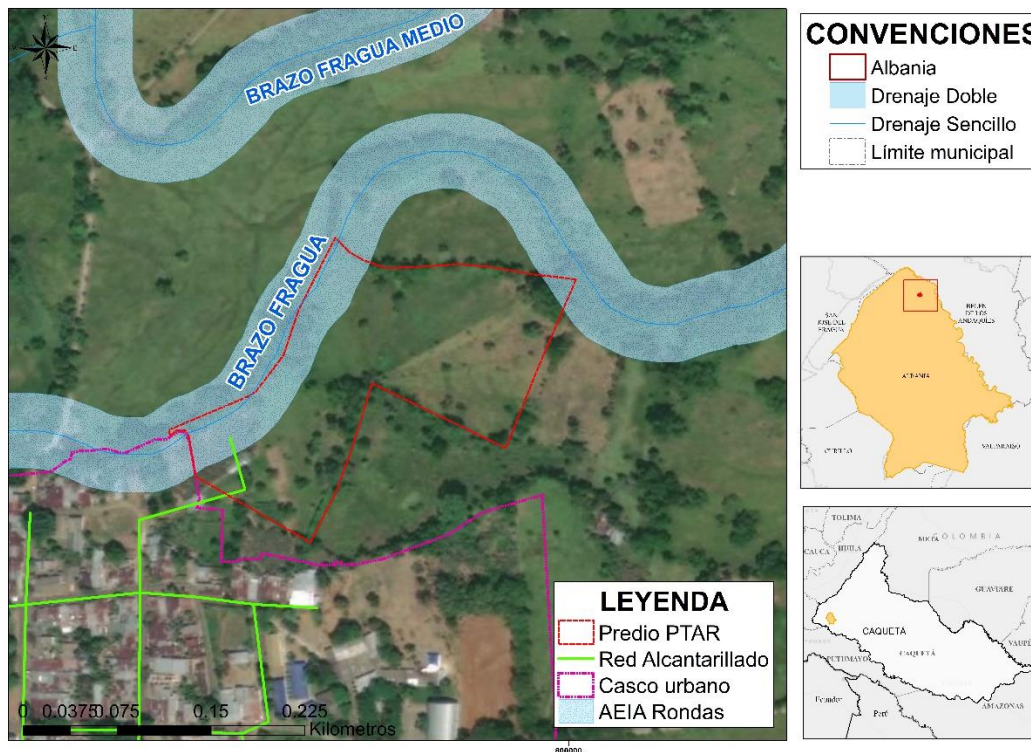 BRAZO FRAGUA MEDIO
BRAZO FRAGUA
LEYENDA
Predio PTAR
Red Alcantarillado
Casco urbano
AEIA Rondas
0 0.0375 0.075 0.15 0.225
Kilometros
CONVENCIONES
Albania
Drenaje Doble
Drenaje Sencillo
Límite municipal
SAN
JOSÉ DEL
FRAGUA
BELÉN
DE LOS
ANDAQUÍES
ALBANIA
CURILLO
VALPARAISO
TOLIMA
CAUCA
HUILA
META
COLOMBIA
GUAVIARE
CAQUETÁ
CAQUETÁ
VAUPÉ
PUTUMAYO
AMAZONAS
Ecuador
Perú